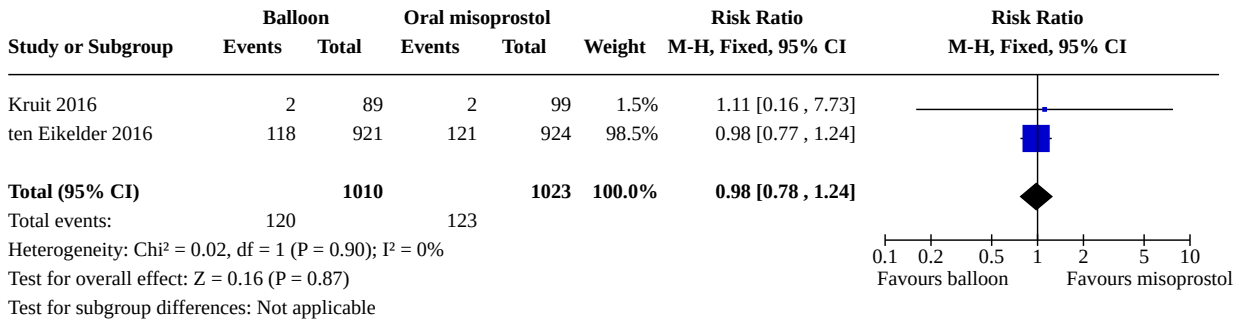 Balloon Oral misoprostol Risk Ratio Risk Ratio
Study or Subgroup Events Total Events Total Weight M-H, Fixed, 95% CI M-H, Fixed, 95% CI
Kruit 2016 2 89 2 99 1.5% 1.11 [0.16 , 7.73]
ten Eikelder 2016 118 921 121 924 98.5% 0.98 [0.77 , 1.24]
Total (95% CI) 1010 1023 100.0% 0.98 [0.78 , 1.24]
Total events: 120 123
Heterogeneity: Chi² = 0.02, df = 1 (P = 0.90); I² = 0%
0.1 0.2 0.5 1 2 5 10
Test for overall effect: Z = 0.16 (P = 0.87) Favours balloon Favours misoprostol
Test for subgroup differences: Not applicable